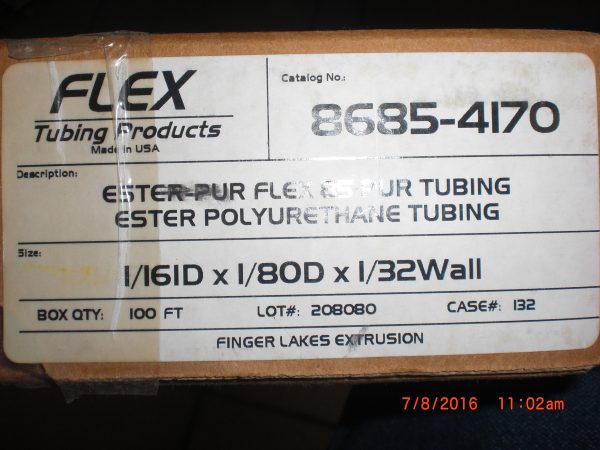 FLEX
Tubing Products
Made in USA
Catalog No.:
8685-4170
Description:
ESTER-PUR FLEX ES-PUR TUBING
ESTER POLYURETHANE TUBING
Size:
1/16ID x 1/8OD x 1/32Wall
BOX QTY: 100 FT LOT#: 208080 CASE#: 132
FINGER LAKES EXTRUSION
7/8/2016 11:02am